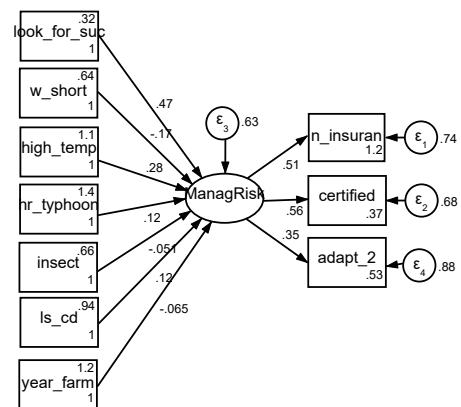 .32
look_for_suc
1
.64
w_short
1
1.1
high_temp
1
1.4
nr_typhoon
1
.66
insect
1
.94
ls_cd
1
1.2
year_farm
1
.47
-.17
.28
.12
-.051
.12
-.065
ManagRisk
ε3 .63
.51
.56
.35
n_insuran
1.2
ε1 .74
certified
.37
ε2 .68
adapt_2
.53
ε4 .88